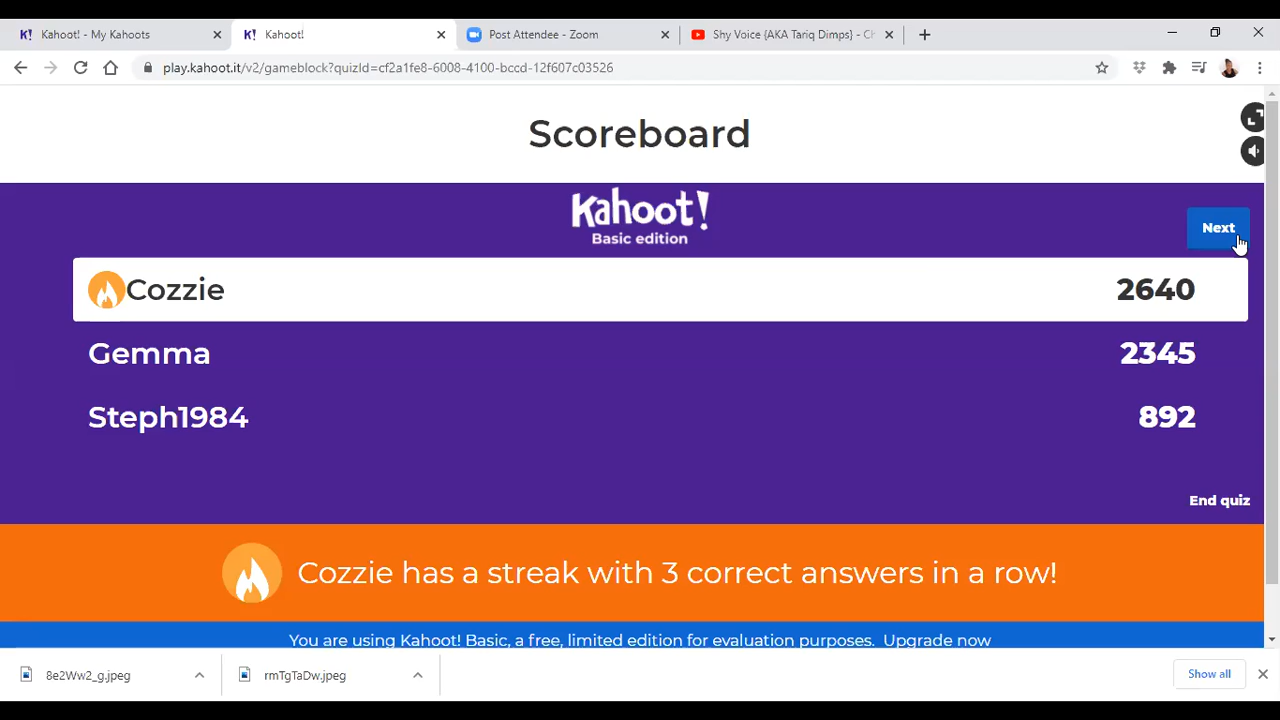 Kahoot! - My Kahoots
Kahoot!
Post Attendee - Zoom
Shy Voice {AKA Tariq Dimps} - Ch
play.kahoot.it/v2/gameblock?quizId=cf2a1fe8-6008-4100-bccd-12f607c03526
Scoreboard
Kahoot!
Basic edition
Next
Cozzie 2640
Gemma 2345
Steph1984 892
End quiz
Cozzie has a streak with 3 correct answers in a row!
You are using Kahoot! Basic, a free, limited edition for evaluation purposes. Upgrade now
8e2Ww2_g.jpeg
rmTgTaDw.jpeg
Show all